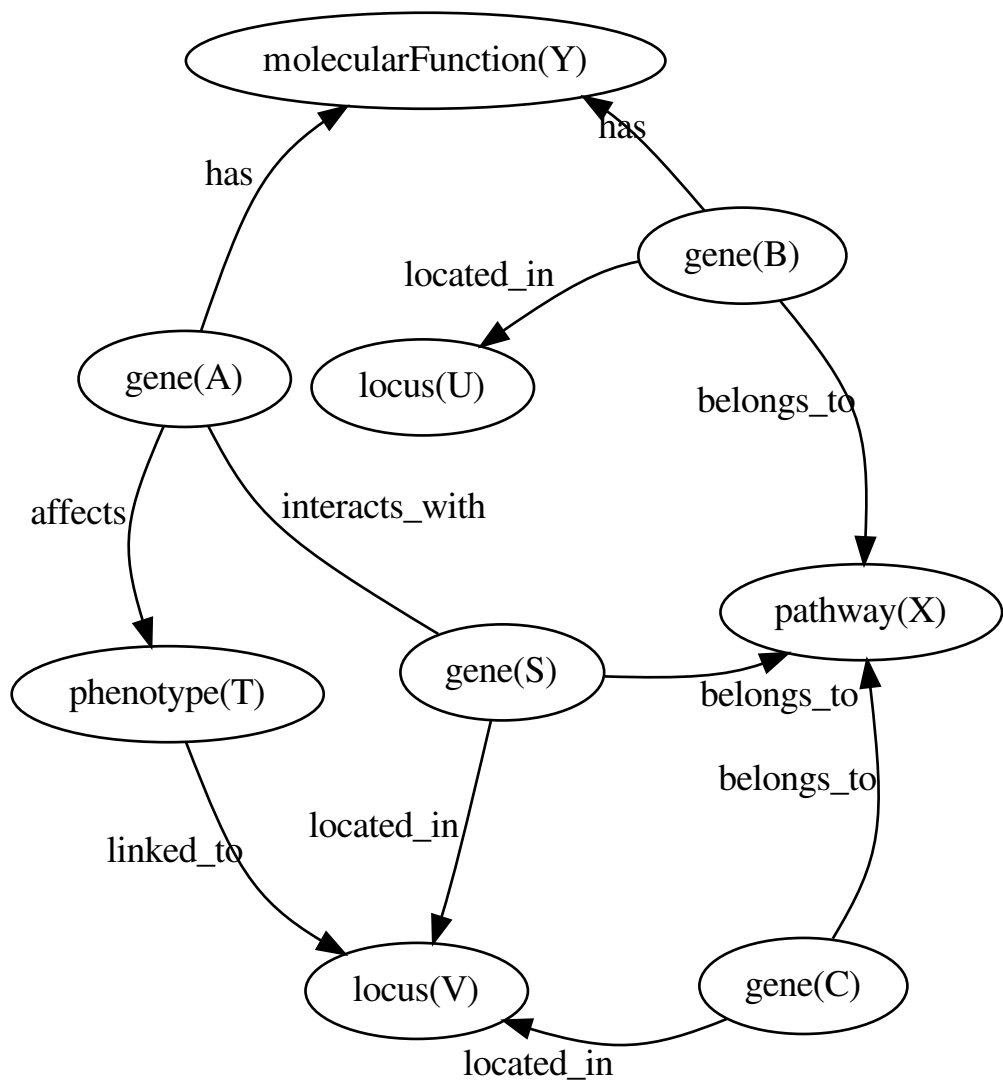 molecularFunction(Y)
has
has
gene(B)
located_in
gene(A)
locus(U)
belongs_to
affects
interacts_with
pathway(X)
gene(S)
phenotype(T)
belongs_to
belongs_to
located_in
linked_to
gene(C)
locus(V)
located_in